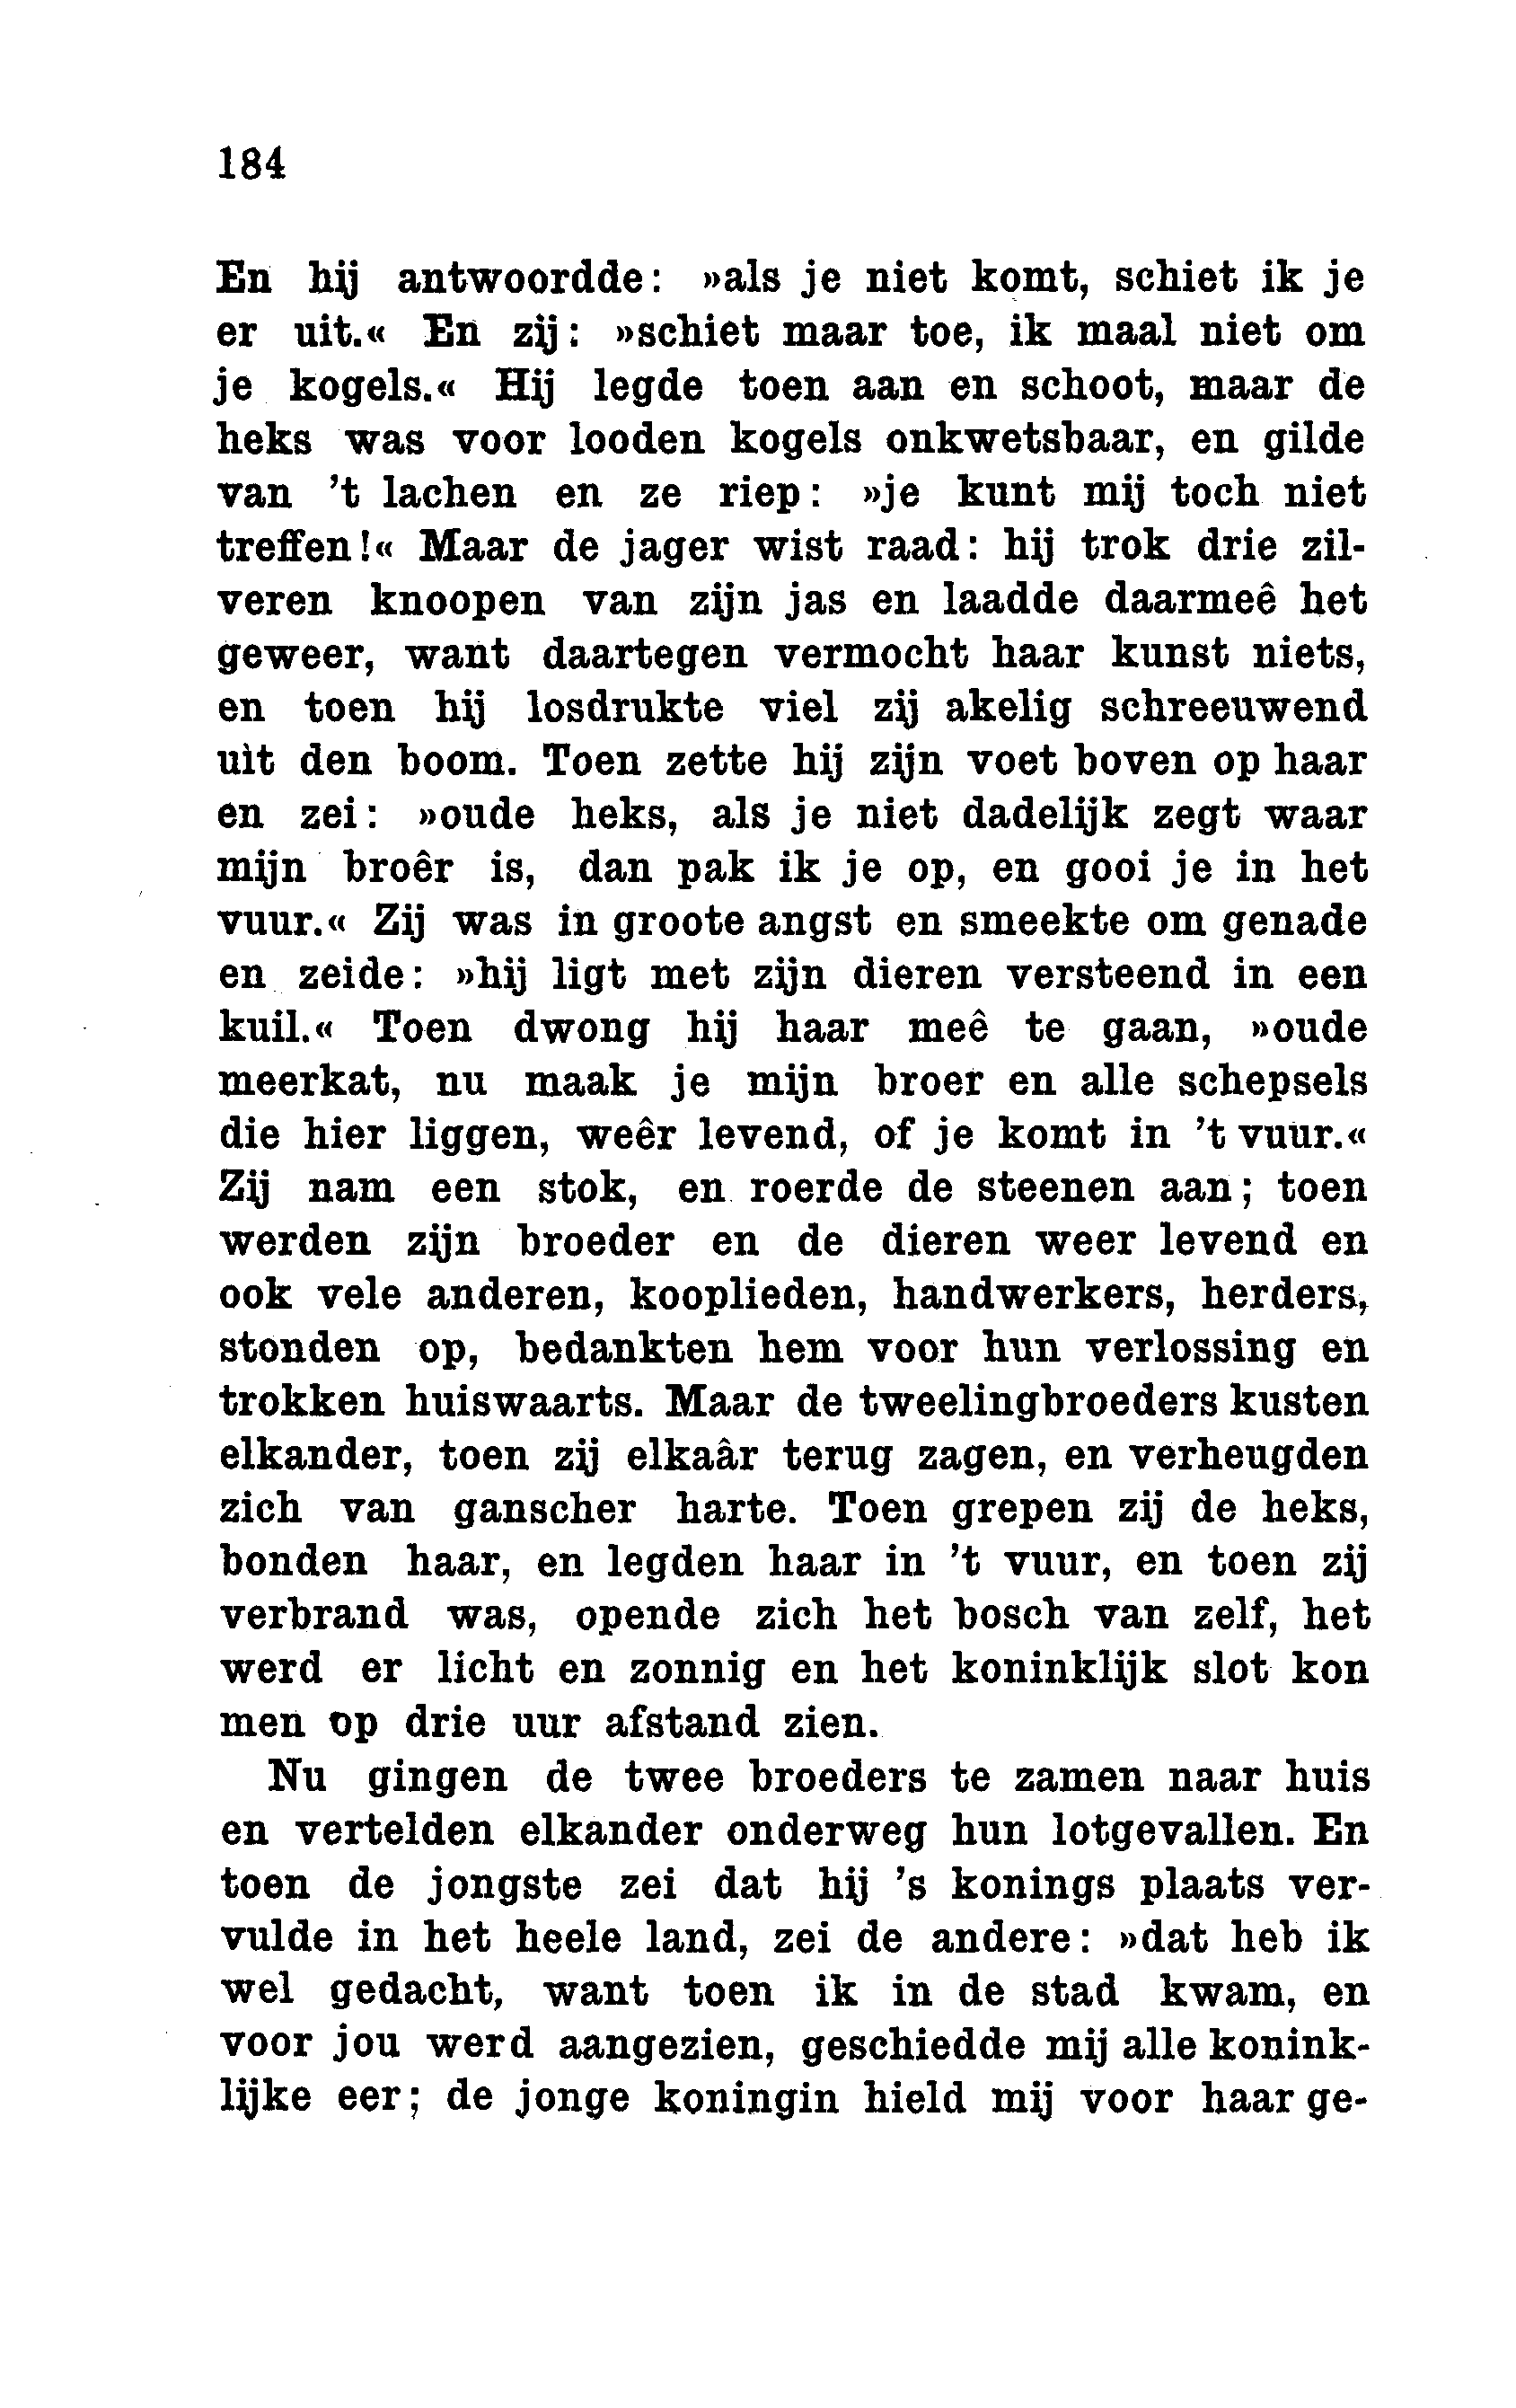 184
En hij antwoordde: »als je niet komt, schiet ik je
er uit.« En zij: »schiet maar toe, ik maal niet om
je kogels.« Hij legde toen aan en schoot, maar de
heks was voor looden kogels onkwetsbaar, en gilde
van 't lachen en ze riep: »je kunt mij toch niet
treffen!« Maar de jager wist raad: hij trok drie zil-
veren knoopen van zijn jas en laadde daarmeê het
geweer, want daartegen vermocht haar kunst niets,
en toen hij losdrukte viel zij akelig schreeuwend
uit den boom. Toen zette hij zijn voet boven op haar
en zei: »oude heks, als je niet dadelijk zegt waar
mijn broêr is, dan pak ik je op, en gooi je in het
vuur.« Zij was in groote angst en smeekte om genade
en zeide: »hij ligt met zijn dieren versteend in een
kuil.« Toen dwong hij haar meê te gaan, »oude
meerkat, nu maak je mijn broer en alle schepsels
die hier liggen, weêr levend, of je komt in 't vuur.«
Zij nam een stok, en roerde de steenen aan; toen
werden zijn broeder en de dieren weer levend en
ook vele anderen, kooplieden, handwerkers, herders,
stonden op, bedankten hem voor hun verlossing en
trokken huiswaarts. Maar de tweelingbroeders kusten
elkander, toen zij elkaâr terug zagen, en verheugden
zich van ganscher harte. Toen grepen zij de heks,
bonden haar, en legden haar in 't vuur, en toen zij
verbrand was, opende zich het bosch van zelf, het
werd er licht en zonnig en het koninklijk slot kon
men op drie uur afstand zien.
Nu gingen de twee broeders te zamen naar huis
en vertelden elkander onderweg hun lotgevallen. En
toen de jongste zei dat hij 's konings plaats ver-
vulde in het heele land, zei de andere: »dat heb ik
wel gedacht, want toen ik in de stad kwam, en
voor jou werd aangezien, geschiedde mij alle konink-
lijke eer; de jonge koningin hield mij voor haar ge-